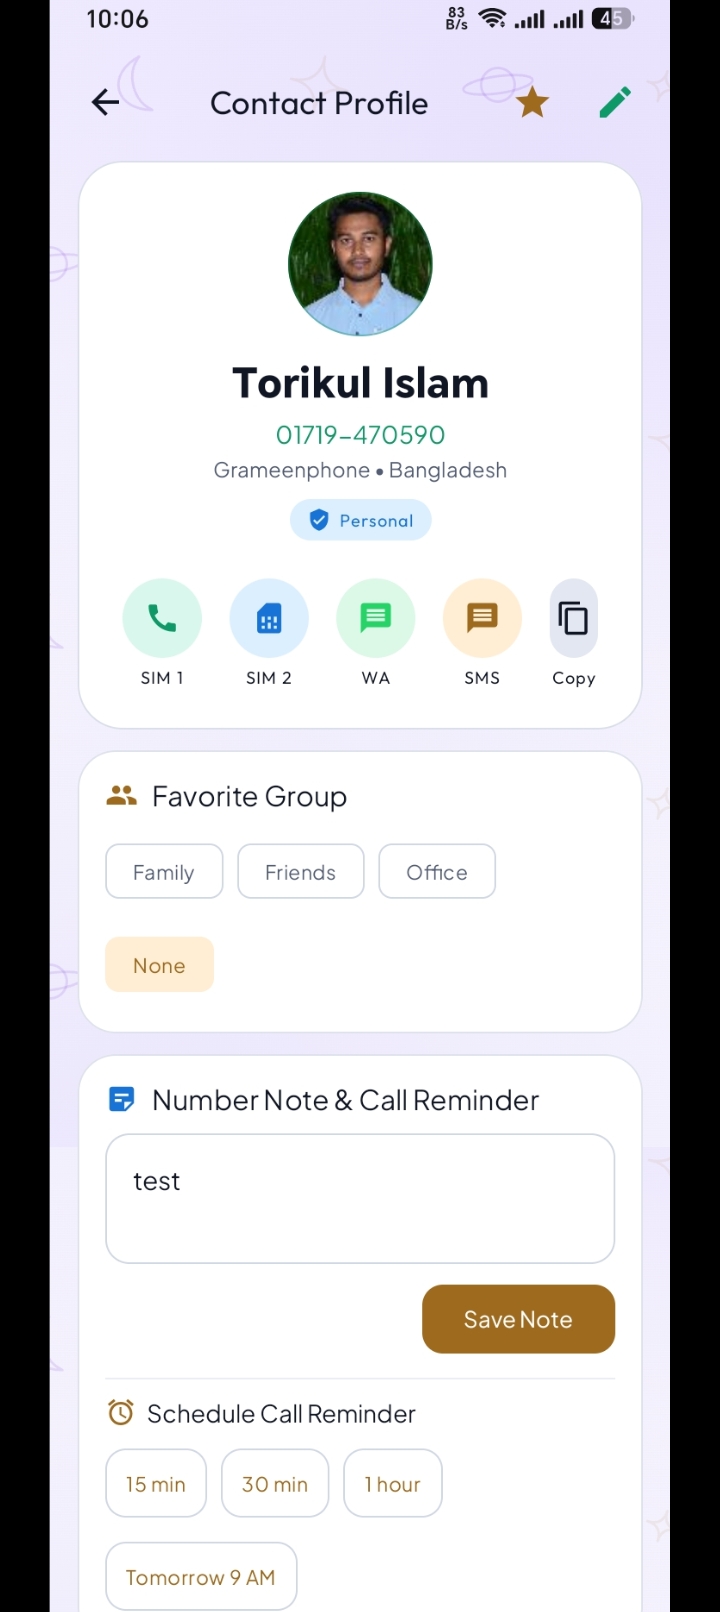 10:06
83
B/s
45
Contact Profile
Torikul Islam
01719-470590
Grameenphone • Bangladesh
Personal
SIM 1 SIM 2 WA SMS Copy
Favorite Group
Family Friends Office
None
Number Note & Call Reminder
test
Save Note
Schedule Call Reminder
15 min 30 min 1 hour
Tomorrow 9 AM